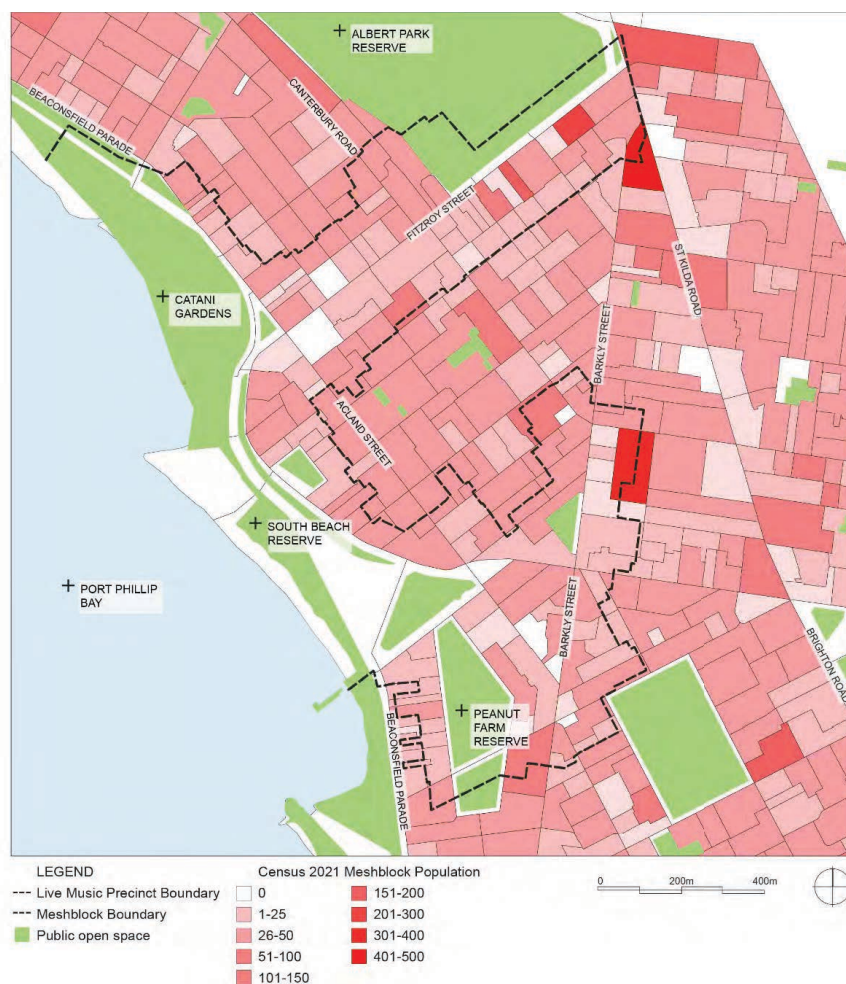 ALBERT PARK
RESERVE
CANTERBURY ROAD
BEACONSFIELD PARADE
FITZROY STREET
ST KILDA ROAD
CATANI
GARDENS
BARKLY STREET
ACLAND STREET
SOUTH BEACH
RESERVE
PORT PHILLIP
BAY
BARKLY STREET
BRIGHTON ROAD
PEANUT
FARM
RESERVE
BEACONSFIELD PARADE
LEGEND
Live Music Precinct Boundary
Meshblock Boundary
Public open space
Census 2021 Meshblock Population
0
1-25
26-50
51-100
101-150
151-200
201-300
301-400
401-500
0 200m 400m